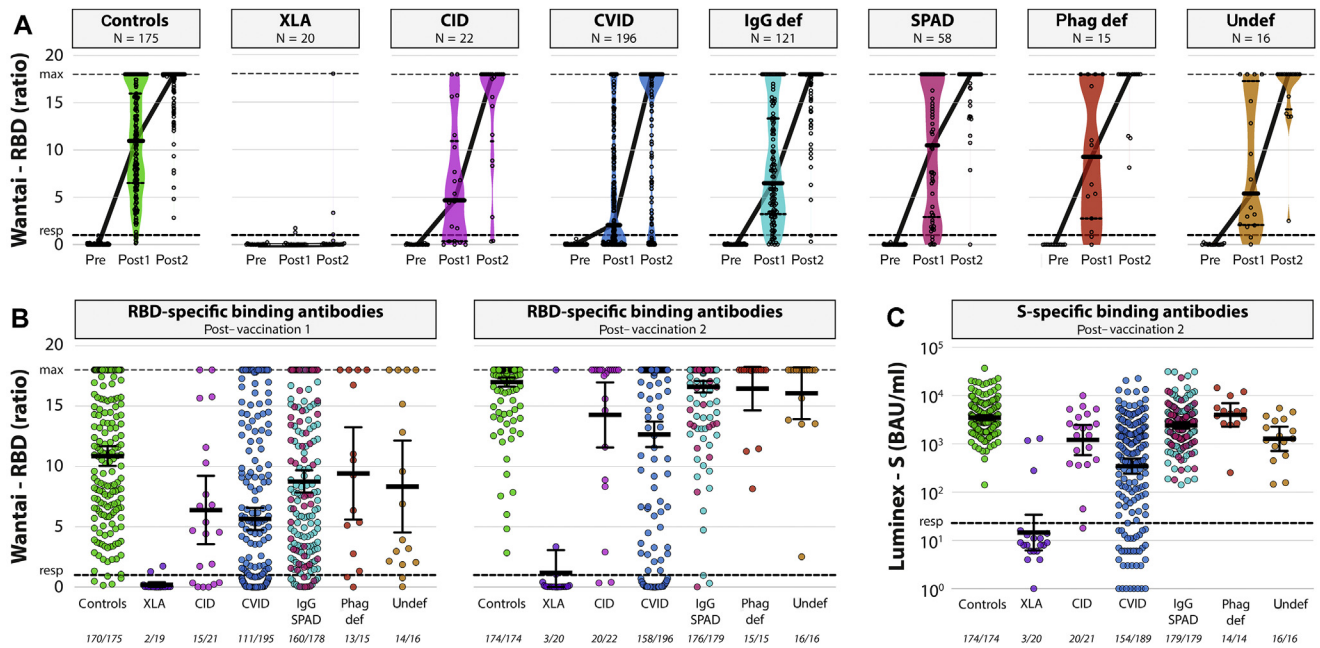 A
Controls
N = 175
XLA
N = 20
CID
N = 22
CVID
N = 196
IgG def
N = 121
SPAD
N = 58
Phag def
N = 15
Undef
N = 16
Wantai - RBD (ratio)
20
max
15
10
5
resp
0
Pre Post1 Post2
Pre Post1 Post2
Pre Post1 Post2
Pre Post1 Post2
Pre Post1 Post2
Pre Post1 Post2
Pre Post1 Post2
Pre Post1 Post2
B
RBD-specific binding antibodies
Post-vaccination 1
Wantai - RBD (ratio)
20
max
15
10
5
resp
0
Controls XLA CID CVID IgG SPAD Phag def Undef
170/175 2/19 15/21 111/195 160/178 13/15 14/16
RBD-specific binding antibodies
Post-vaccination 2
20
max
15
10
5
resp
0
Controls XLA CID CVID IgG SPAD Phag def Undef
174/174 3/20 20/22 158/196 176/179 15/15 16/16
C
S-specific binding antibodies
Post-vaccination 2
Luminex - S (BAU/ml)
10⁵
10⁴
10³
10²
resp
10¹
10⁰
Controls XLA CID CVID IgG SPAD Phag def Undef
174/174 3/20 20/21 154/189 179/179 14/14 16/16